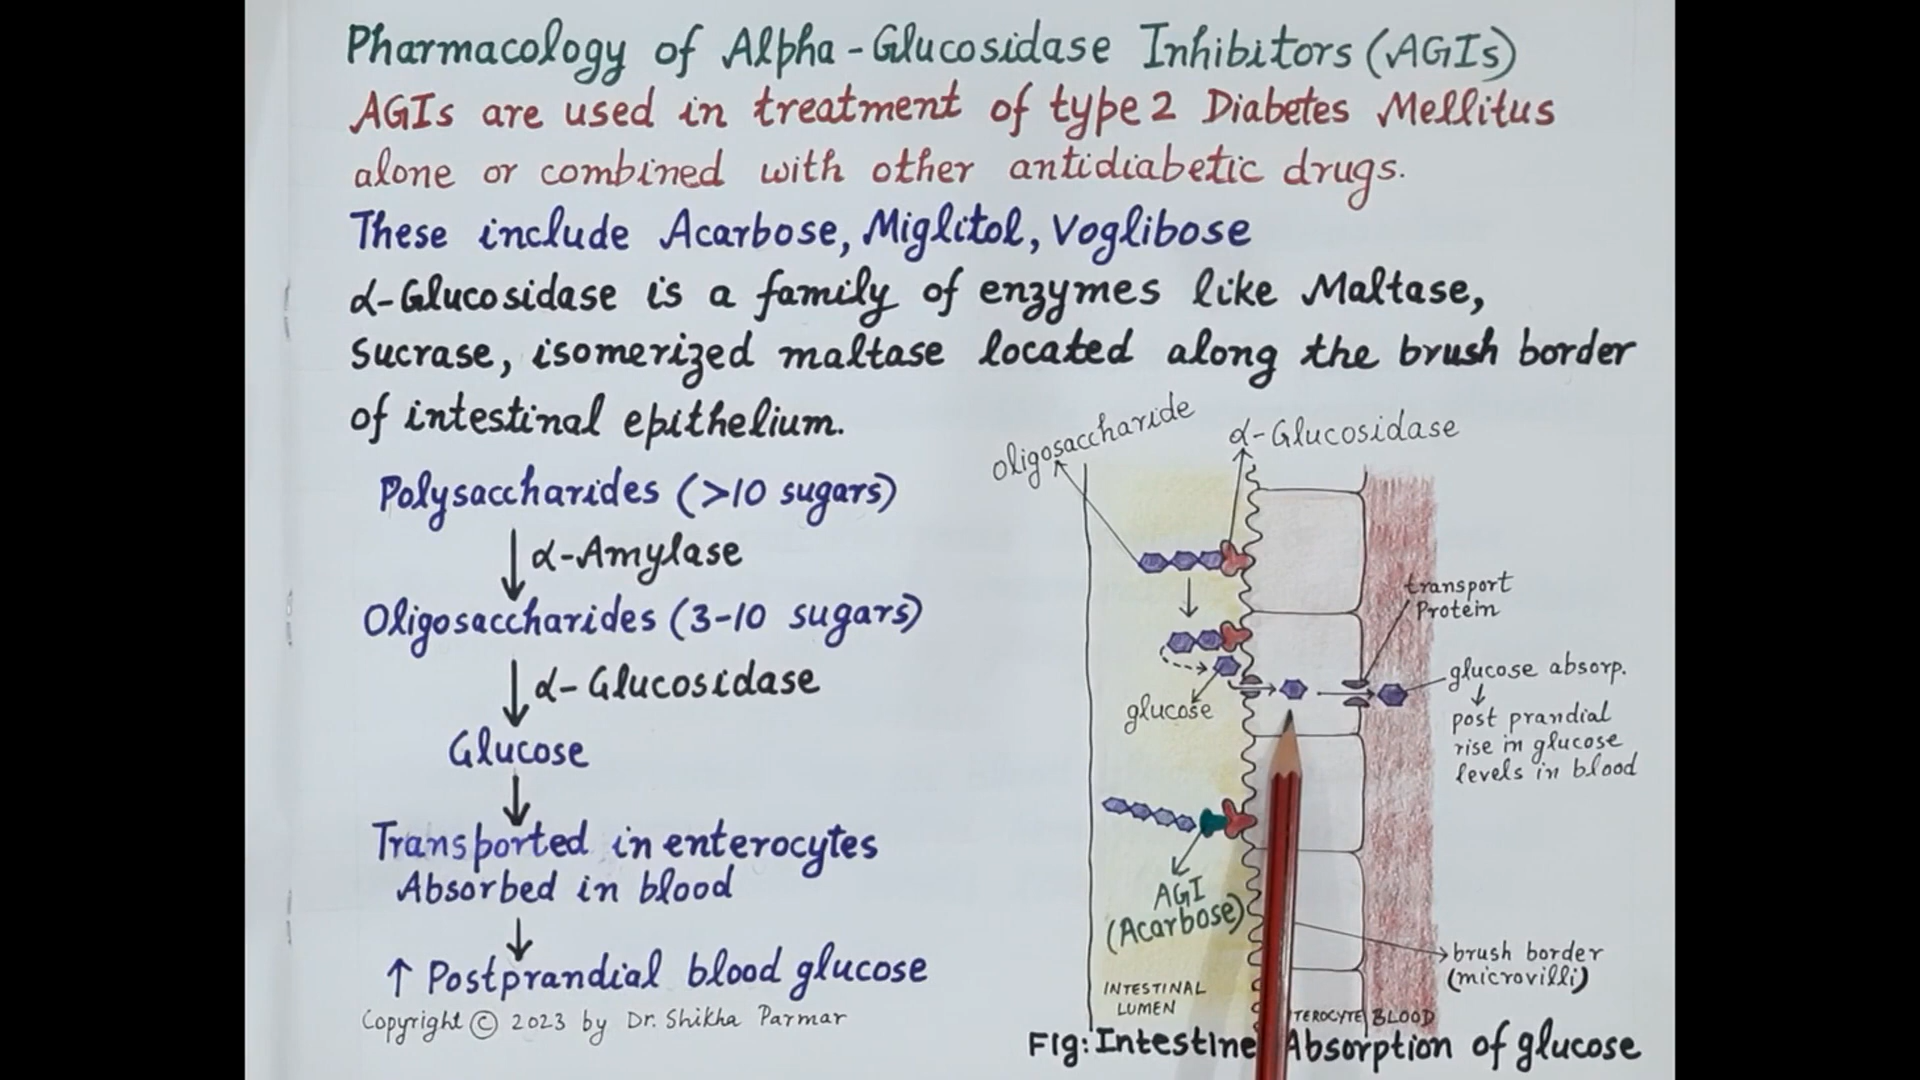 Pharmacology of Alpha-Glucosidase Inhibitors (AGIs)
AGIs are used in treatment of type 2 Diabetes Mellitus
alone or combined with other antidiabetic drugs.
These include Acarbose, Miglitol, Voglibose
α-Glucosidase is a family of enzymes like Maltase,
Sucrase, isomerized maltase located along the brush border
of intestinal epithelium.
Polysaccharides (>10 sugars)
↓ α-Amylase
Oligosaccharides (3-10 sugars)
↓ α-Glucosidase
Glucose
↓
Transported in enterocytes
Absorbed in blood
↓
↑ Postprandial blood glucose
Copyright © 2023 by Dr. Shikha Parmar
oligosaccharide
α-Glucosidase
transport
Protein
glucose absorp.
↓
post prandial
rise in glucose
levels in blood
glucose
AGI
(Acarbose)
brush border
(microvilli)
INTESTINAL
LUMEN
TEROCYTE
BLOOD
Fig: Intestine Absorption of glucose